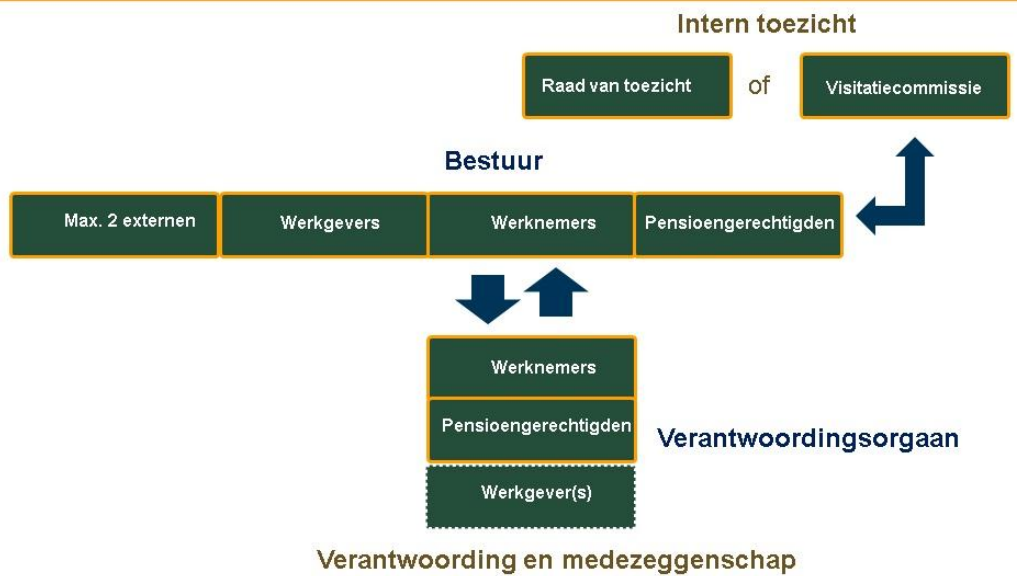 Intern toezicht
Raad van toezicht of Visitatiecommissie
Bestuur
Max. 2 externen Werkgevers Werknemers Pensioengerechtigden
Werknemers
Pensioengerechtigden
Verantwoordingsorgaan
Werkgever(s)
Verantwoording en medezeggenschap